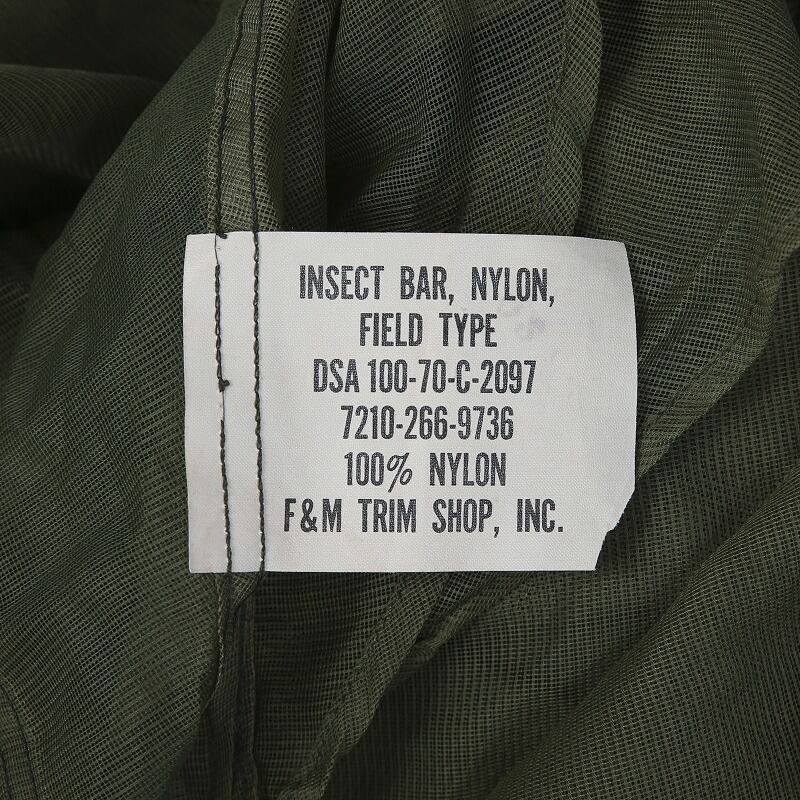 INSECT BAR, NYLON,
FIELD TYPE
DSA 100-70-C-2097
7210-266-9736
100% NYLON
F&M TRIM SHOP, INC.